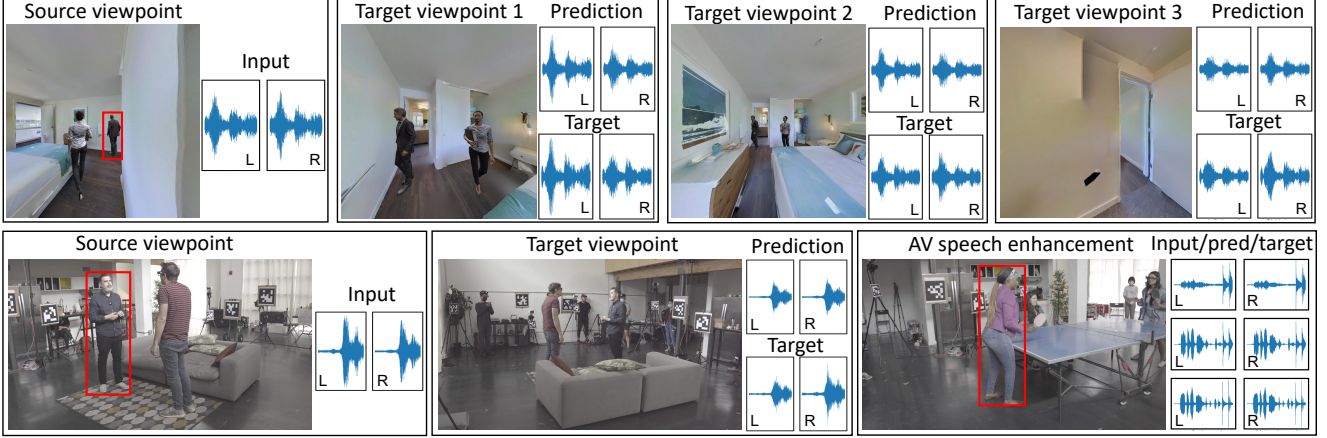 Source viewpoint
Input
L
R
Target viewpoint 1
Prediction
L
R
Target
L
R
Target viewpoint 2
Prediction
L
R
Target
L
R
Target viewpoint 3
Prediction
L
R
Target
L
R
Source viewpoint
Input
L
R
Target viewpoint
Prediction
L
R
Target
L
R
AV speech enhancement
Input/pred/target
L
R
L
R
L
R